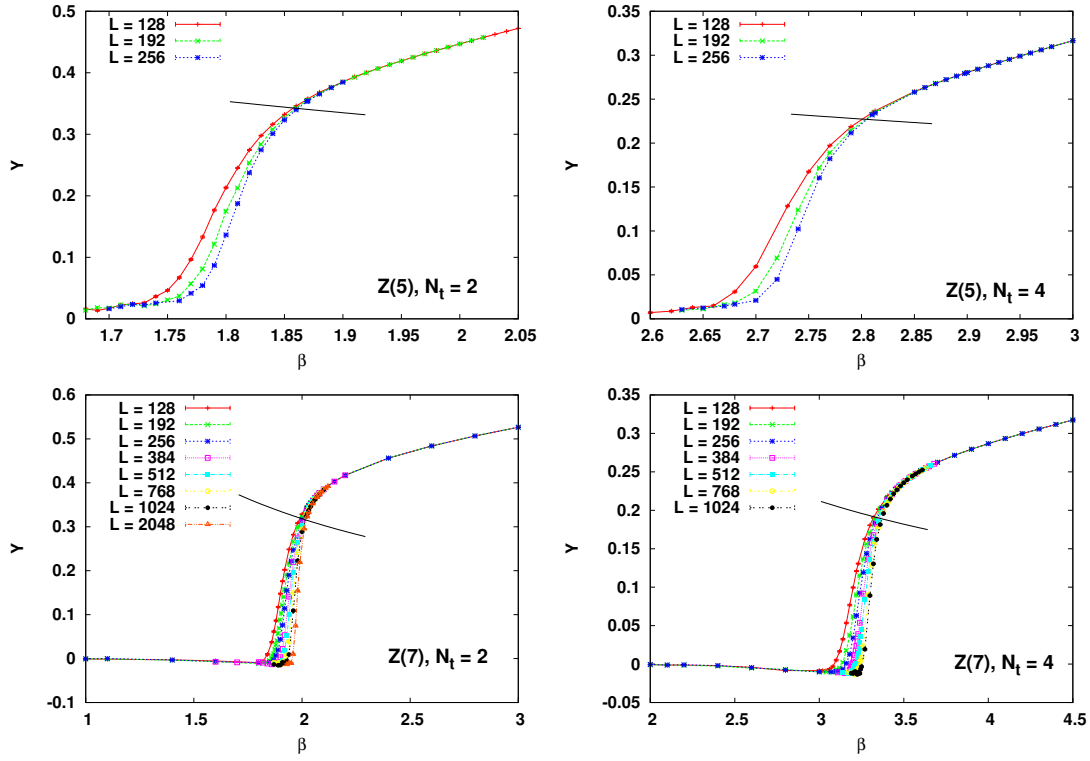 0.5
0.4
0.3
0.2
0.1
0
1.7 1.75 1.8 1.85 1.9 1.95 2 2.05
ϒ
β
L = 128
L = 192
L = 256
Z(5), Nt = 2
0.35
0.3
0.25
0.2
0.15
0.1
0.05
0
2.6 2.65 2.7 2.75 2.8 2.85 2.9 2.95 3
ϒ
β
L = 128
L = 192
L = 256
Z(5), Nt = 4
0.6
0.5
0.4
0.3
0.2
0.1
0
-0.1
1 1.5 2 2.5 3
ϒ
β
L = 128
L = 192
L = 256
L = 384
L = 512
L = 768
L = 1024
L = 2048
Z(7), Nt = 2
0.35
0.3
0.25
0.2
0.15
0.1
0.05
0
-0.05
2 2.5 3 3.5 4 4.5
ϒ
β
L = 128
L = 192
L = 256
L = 384
L = 512
L = 768
L = 1024
Z(7), Nt = 4